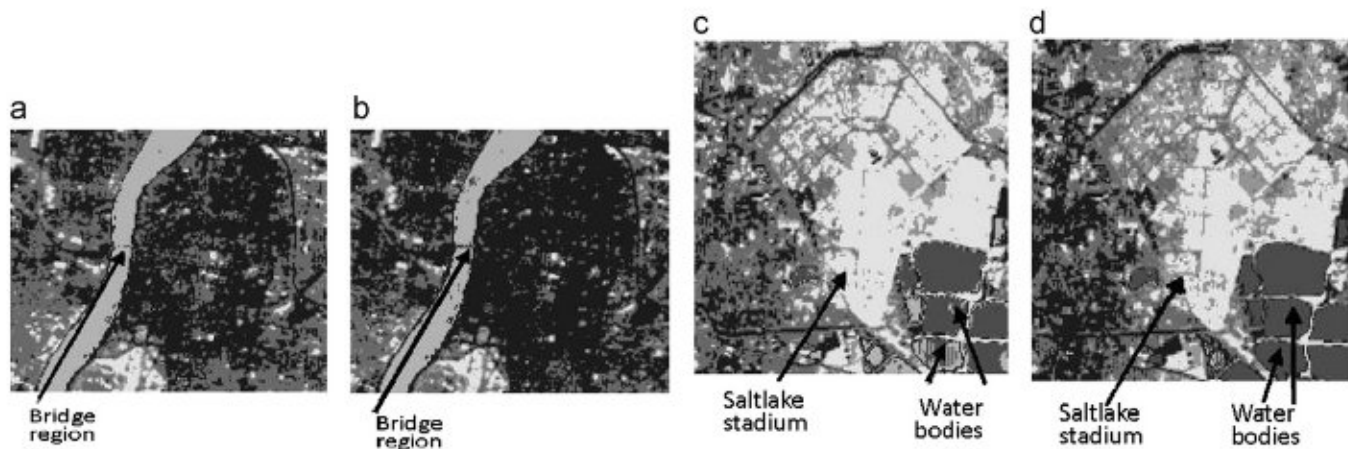 a
b
c
d
Bridge
region
Bridge
region
Saltlake
stadium
Water
bodies
Saltlake
stadium
Water
bodies